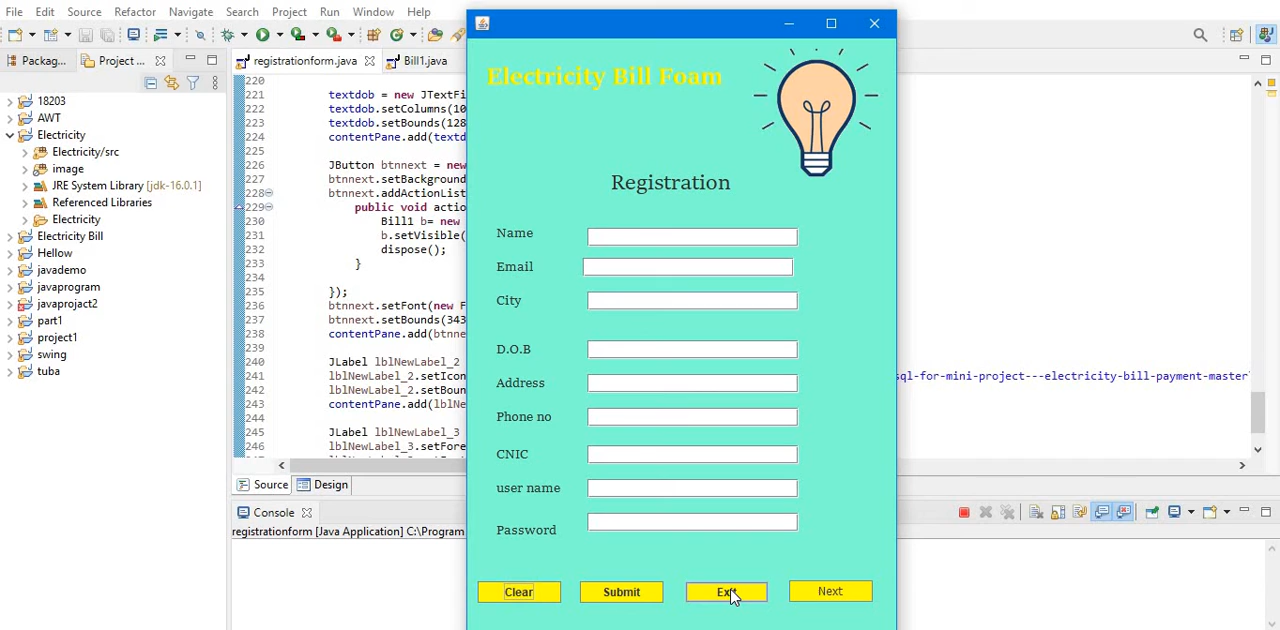 File Edit Source Refactor Navigate Search Project Run Window Help
Packag... Project ...
registrationform.java Bill1.java
18203
AWT
Electricity
Electricity/src
image
JRE System Library [jdk-16.0.1]
Referenced Libraries
Electricity
Electricity Bill
Hellow
javademo
javaprogram
javaproject2
part1
project1
swing
tuba
220
221 textdob = new JTextFi
222 textdob.setColumns(10
223 textdob.setBounds(128
224 contentPane.add(textd
225
226 JButton btnnext = new
227 btnnext.setBackground
228 btnnext.addActionList
229 public void actio
230 Bill1 b= new
231 b.setVisible(
232 dispose();
233 }
234
235 });
236 btnnext.setFont(new F
237 btnnext.setBounds(343
238 contentPane.add(btnne
239
240 JLabel lblNewLabel_2
241 lblNewLabel_2.setIcon
242 lblNewLabel_2.setBoun
243 contentPane.add(lblNe
244
245 JLabel lblNewLabel_3
246 lblNewLabel_3.setFore
sql-for-mini-project---electricity-bill-payment-master
Source Design
Console
registrationform [Java Application] C:\Program
Electricity Bill Foam
Registration
Name
Email
City
D.O.B
Address
Phone no
CNIC
user name
Password
Clear Submit Exit Next